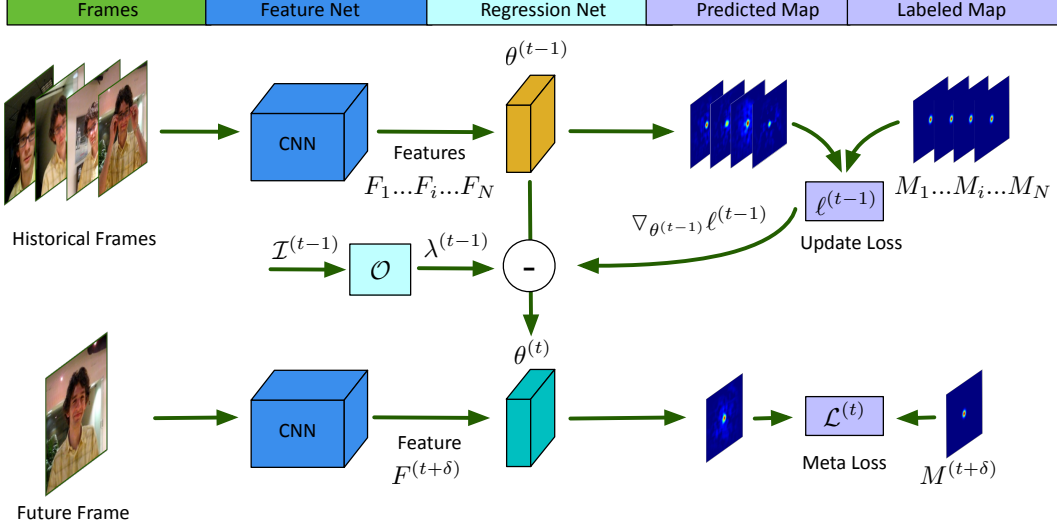 Frames
Feature Net
Regression Net
Predicted Map
Labeled Map
θ^{(t−1)}
CNN
Features
F_1...F_i...F_N
M_1...M_i...M_N
ℓ^{(t−1)}
Update Loss
Historical Frames
∇_{θ^{(t−1)}} ℓ^{(t−1)}
I^{(t−1)}
O
λ^{(t−1)}
-
θ^{(t)}
CNN
Feature
F^{(t+δ)}
L^{(t)}
Meta Loss
M^{(t+δ)}
Future Frame